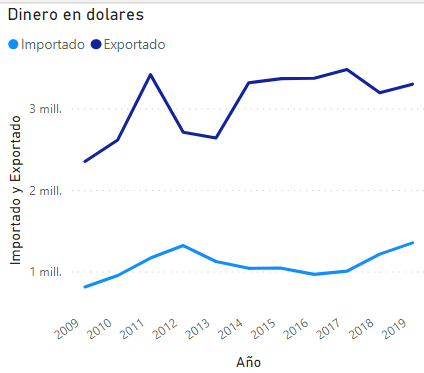 Dinero en dolares
Importado Exportado
Importado y Exportado
3 mill.
2 mill.
1 mill.
2009 2010 2011 2012 2013 2014 2015 2016 2017 2018 2019
Año